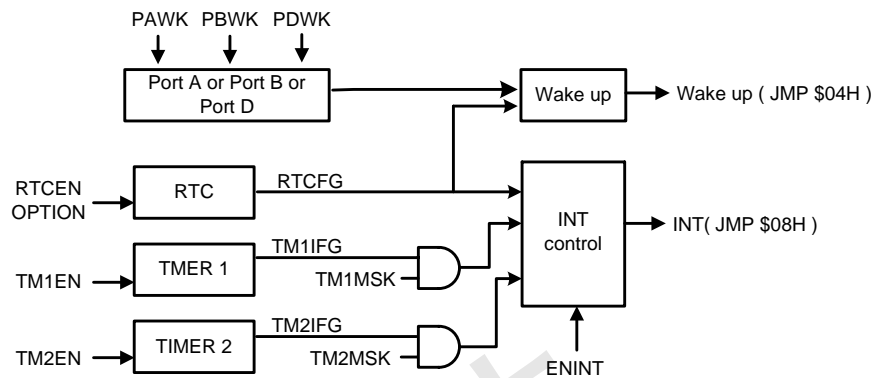 PAWK PBWK PDWK
Port A or Port B or
Port D
Wake up
Wake up ( JMP $04H )
RTCEN
OPTION
RTC
RTCFG
INT
control
INT( JMP $08H )
TM1EN
TMER 1
TM1IFG
TM1MSK
TM2EN
TIMER 2
TM2IFG
TM2MSK
ENINT